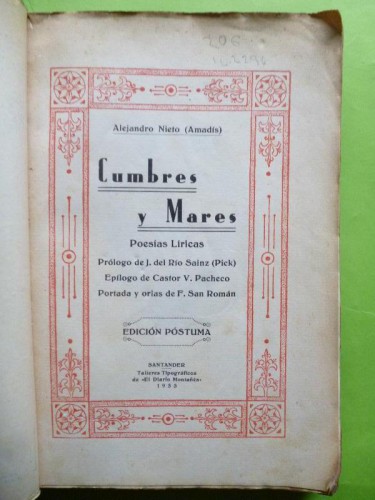 Alejandro Nieto (Amadís)
Cumbres
y Mares
Poesías Líricas
Prólogo de J. del Río Sainz (Pick)
Epílogo de Castor V. Pacheco
Portada y orlas de F. San Román
EDICIÓN PÓSTUMA
SANTANDER
Talleres Tipográficos
de «El Diario Montañés»